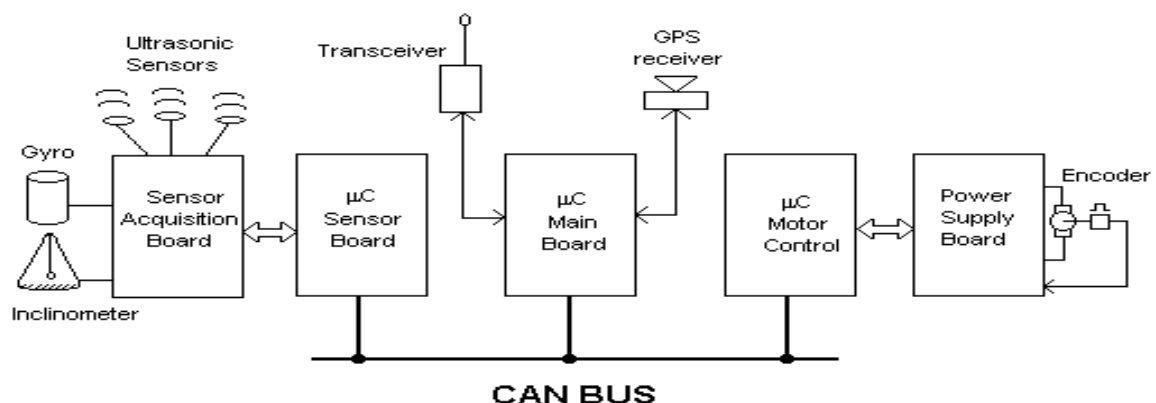 Ultrasonic
Sensors
Transceiver
GPS
receiver
Gyro
Sensor
Acquisition
Board
µC
Sensor
Board
µC
Main
Board
µC
Motor
Control
Power
Supply
Board
Encoder
Inclinometer
CAN BUS